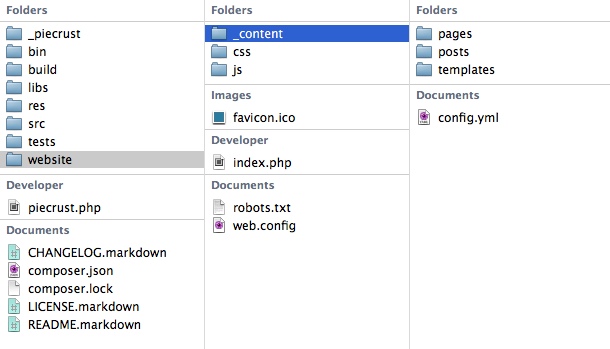 Folders
_piecrust
bin
build
libs
res
src
tests
website
Developer
piecrust.php
Documents
CHANGELOG.markdown
composer.json
composer.lock
LICENSE.markdown
README.markdown
Folders
_content
css
js
Images
favicon.ico
Developer
index.php
Documents
robots.txt
web.config
Folders
pages
posts
templates
Documents
config.yml